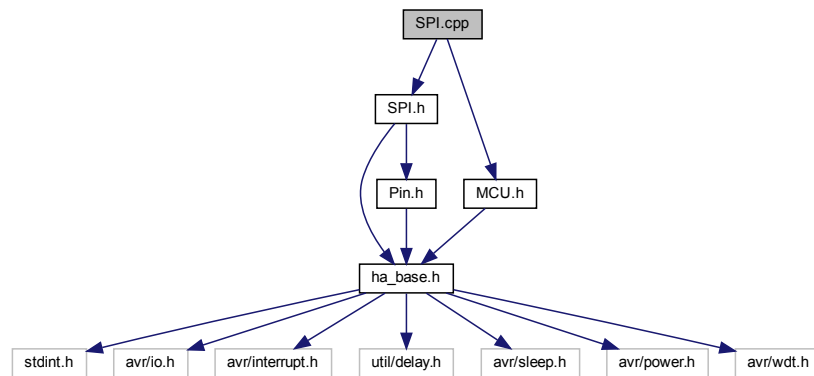 SPI.cpp
SPI.h
Pin.h
MCU.h
ha_base.h
stdint.h
avr/io.h
avr/interrupt.h
util/delay.h
avr/sleep.h
avr/power.h
avr/wdt.h